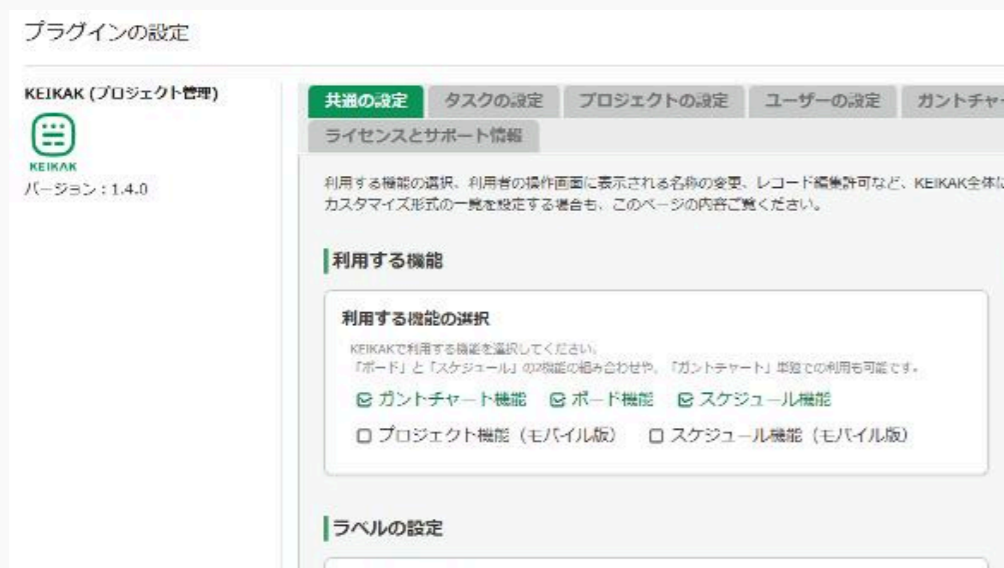 プラグインの設定
KEIKAK (プロジェクト管理)
KEIKAK
バージョン : 1.4.0
共通の設定 タスクの設定 プロジェクトの設定 ユーザーの設定 ガントチャー
ライセンスとサポート情報
利用する機能の選択、利用者の操作画面に表示される名称の変更、レコード編集許可など、KEIKAK全体に
カスタマイズ形式の一覧を設定する場合も、このページの内容ご覧ください。
利用する機能
利用する機能の選択
KEIKAKで利用する機能を選択してください。
「ボード」と「スケジュール」の2機能の組み合わせや、「ガントチャート」単独での利用も可能です。
ガントチャート機能 ボード機能 スケジュール機能
プロジェクト機能（モバイル版） スケジュール機能（モバイル版）
ラベルの設定